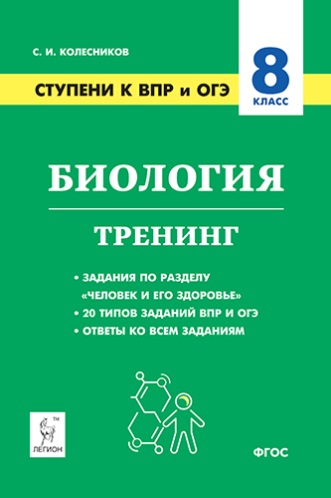 С. И. КОЛЕСНИКОВ
СТУПЕНИ К ВПР и ОГЭ
8
КЛАСС
БИОЛОГИЯ
ТРЕНИНГ
• ЗАДАНИЯ ПО РАЗДЕЛУ
«ЧЕЛОВЕК И ЕГО ЗДОРОВЬЕ»
• 20 ТИПОВ ЗАДАНИЙ ВПР И ОГЭ
• ОТВЕТЫ КО ВСЕМ ЗАДАНИЯМ
ЛЕГИОН
ФГОС